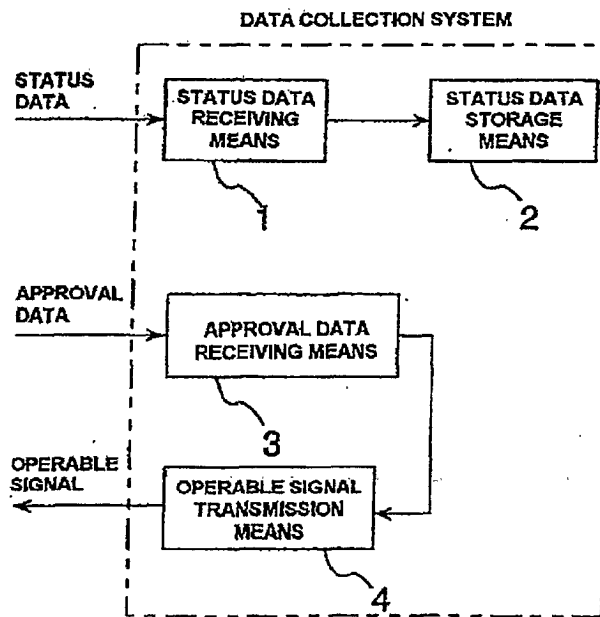 DATA COLLECTION SYSTEM
STATUS
DATA
STATUS DATA
RECEIVING
MEANS
STATUS DATA
STORAGE
MEANS
1
2
APPROVAL
DATA
APPROVAL DATA
RECEIVING MEANS
3
OPERABLE
SIGNAL
OPERABLE SIGNAL
TRANSMISSION
MEANS
4